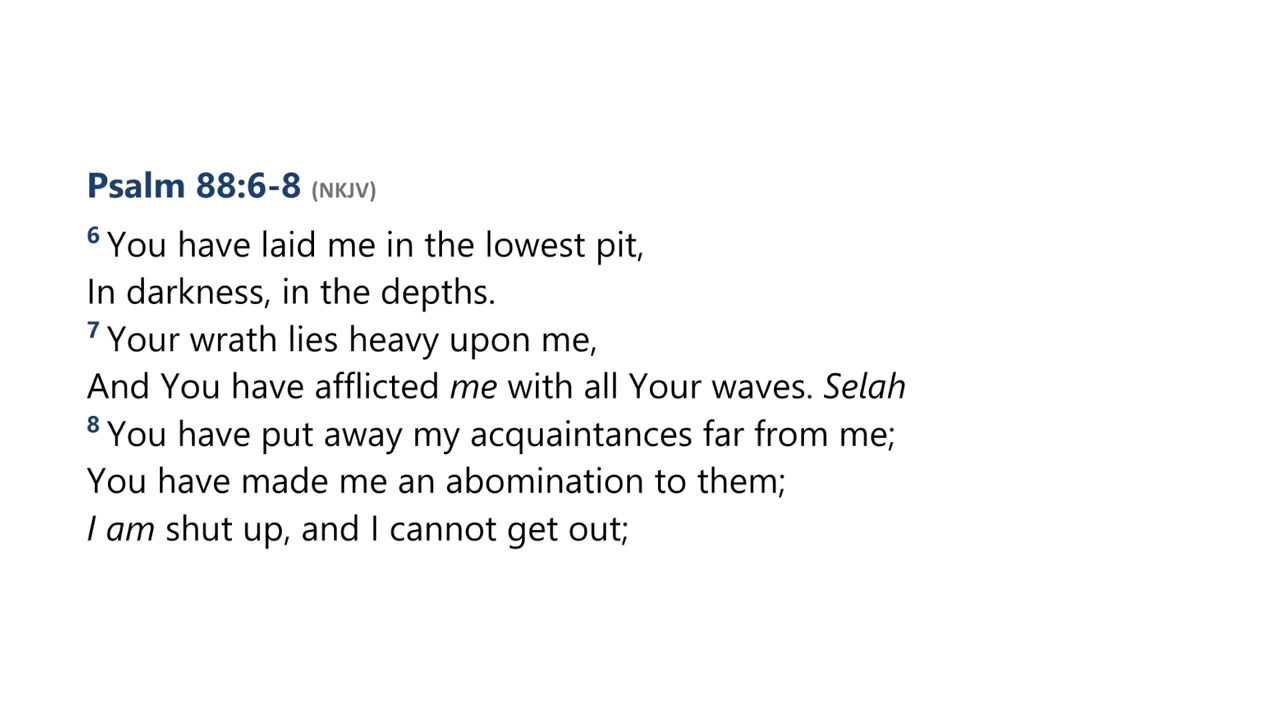 Psalm 88:6-8 (NKJV)
6 You have laid me in the lowest pit,
In darkness, in the depths.
7 Your wrath lies heavy upon me,
And You have afflicted me with all Your waves. Selah
8 You have put away my acquaintances far from me;
You have made me an abomination to them;
I am shut up, and I cannot get out;